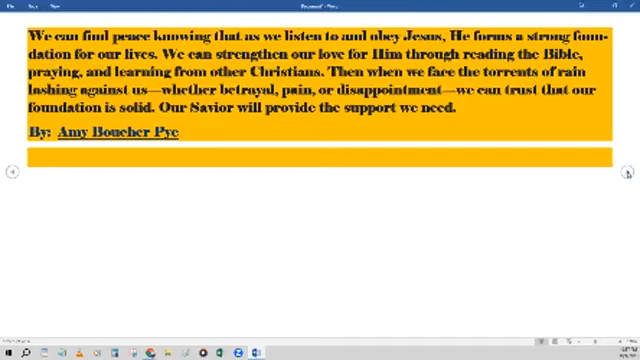 We can find peace knowing that as we listen to and obey Jesus, He forms a strong foun-
dation for our lives. We can strengthen our love for Him through reading the Bible,
praying, and learning from other Christians. Then when we face the torrents of rain
lashing against us—whether betrayal, pain, or disappointment—we can trust that our
foundation is solid. Our Savior will provide the support we need.
By: Amy Boucher Pye